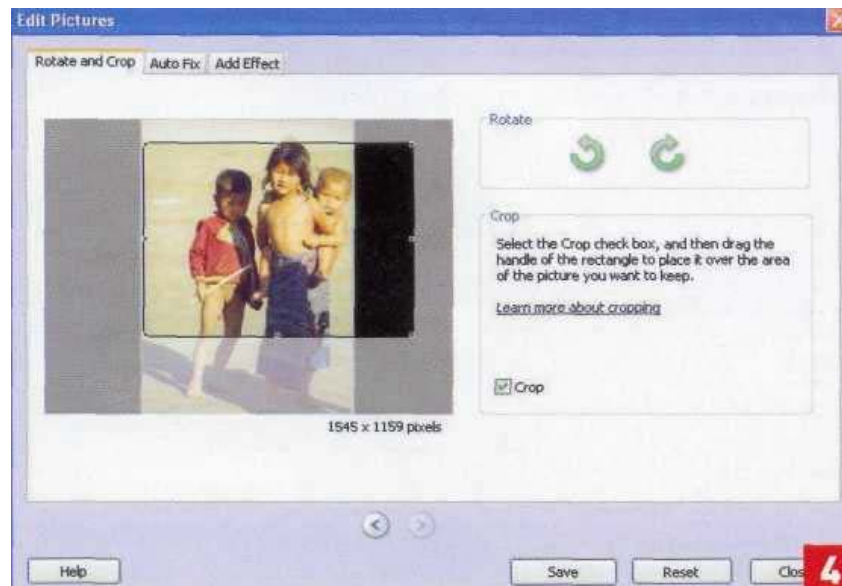 Edit Pictures
Rotate and Crop Auto Fix Add Effect
Rotate
Crop
Select the Crop check box, and then drag the
handle of the rectangle to place it over the area
of the picture you want to keep.
Learn more about cropping
Crop
1545 x 1159 pixels
Help Save Reset Clos
4